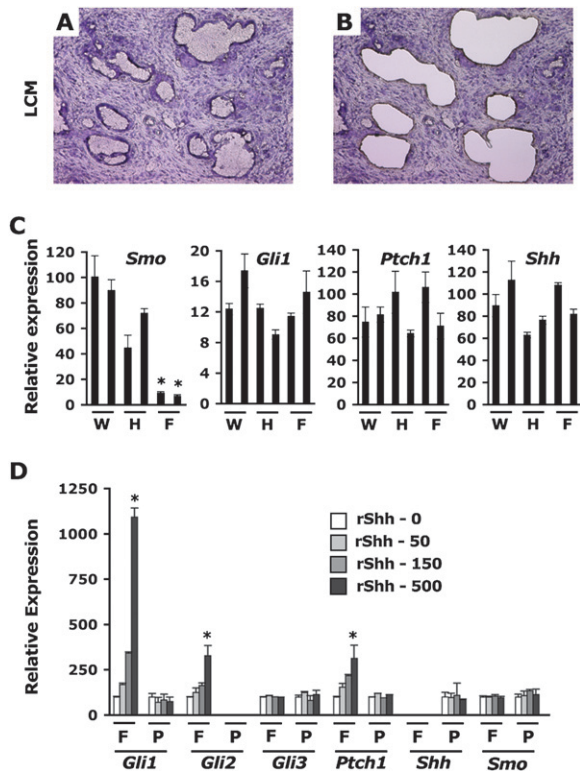 A
B
LCM
C
Relative expression
Smo
Gli1
Ptch1
Shh
120
100
80
60
40
20
0
* *
W H F
20
16
12
8
4
0
W H F
140
120
100
80
60
40
20
0
W H F
140
120
100
80
60
40
20
0
W H F
D
Relative Expression
1250
1000
750
500
250
100
0
*
*
*
rShh - 0
rShh - 50
rShh - 150
rShh - 500
F P F P F P F P F P F P
Gli1 Gli2 Gli3 Ptch1 Shh Smo